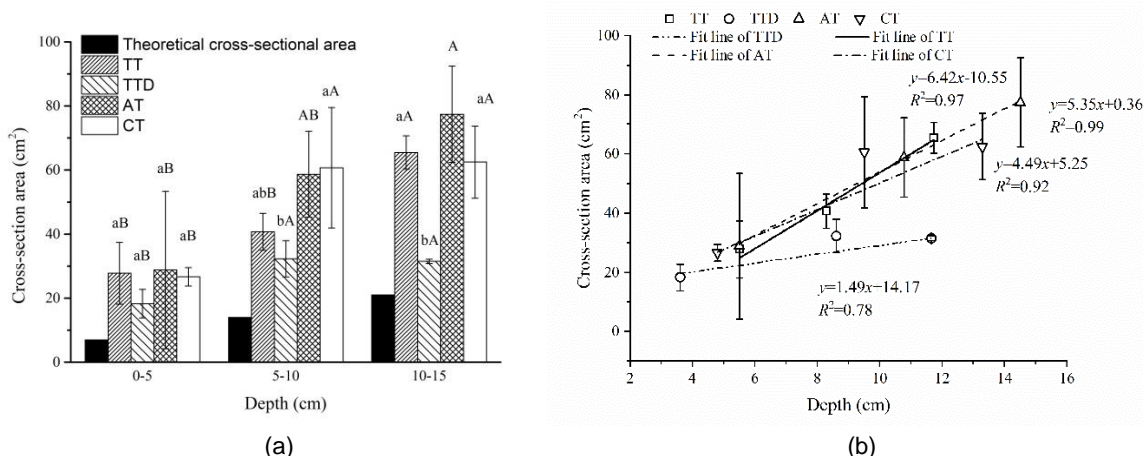 100
80
60
40
20
0
Cross-section area (cm²)
Theoretical cross-sectional area
TT
TTD
AT
CT
aB
aB
aB
aB
abB
bA
AB
aA
aA
bA
A
aA
0-5
5-10
10-15
Depth (cm)
(a)
TT TTD AT CT
Fit line of TTD Fit line of TT
Fit line of AT Fit line of CT
100
80
60
40
20
0
Cross-section area (cm²)
y=6.42x-10.55
R²=0.97
y=5.35x+0.36
R²=0.99
y=4.49x+5.25
R²=0.92
y=1.49x+14.17
R²=0.78
2 4 6 8 10 12 14 16
Depth (cm)
(b)